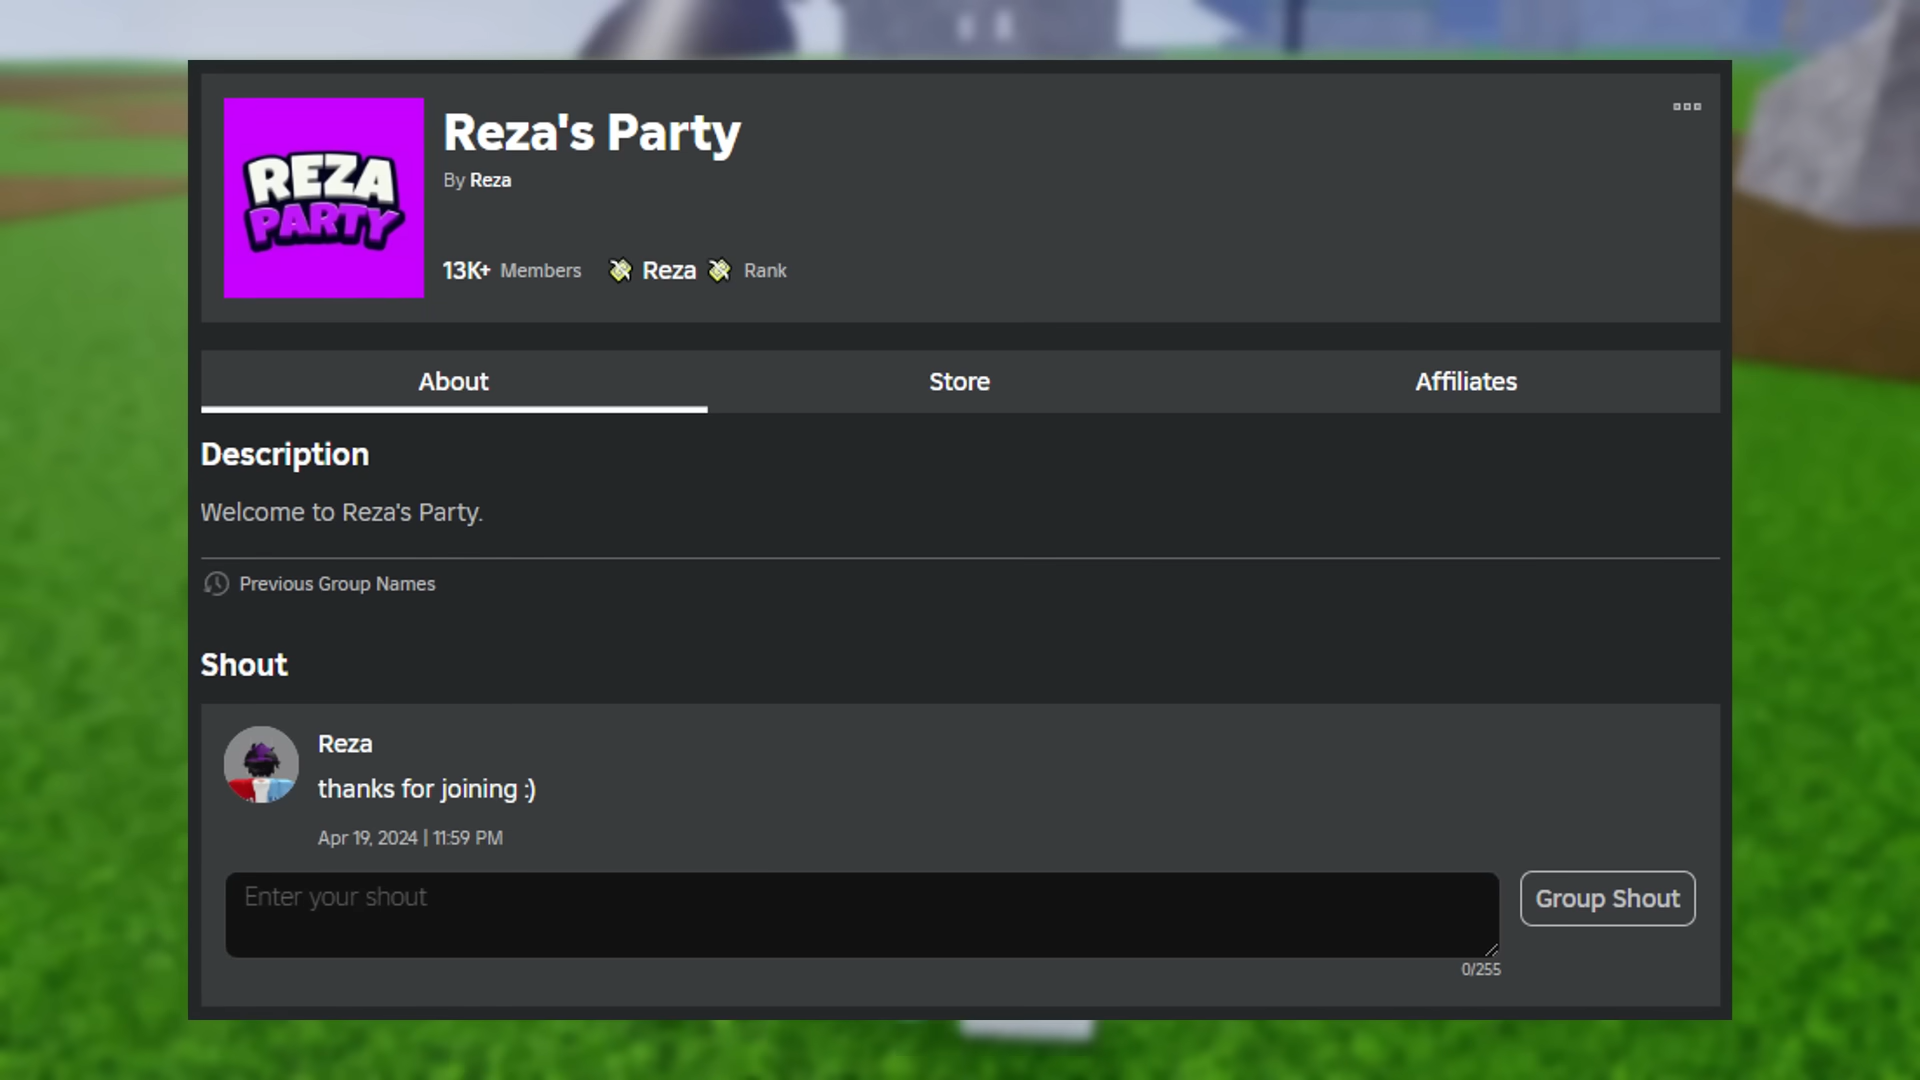 REZA
PARTY
Reza's Party
By Reza
13K+ Members 💸 Reza 💸 Rank
About Store Affiliates
Description
Welcome to Reza's Party.
Previous Group Names
Shout
Reza
thanks for joining :)
Apr 19, 2024 | 11:59 PM
Enter your shout
Group Shout
0/255